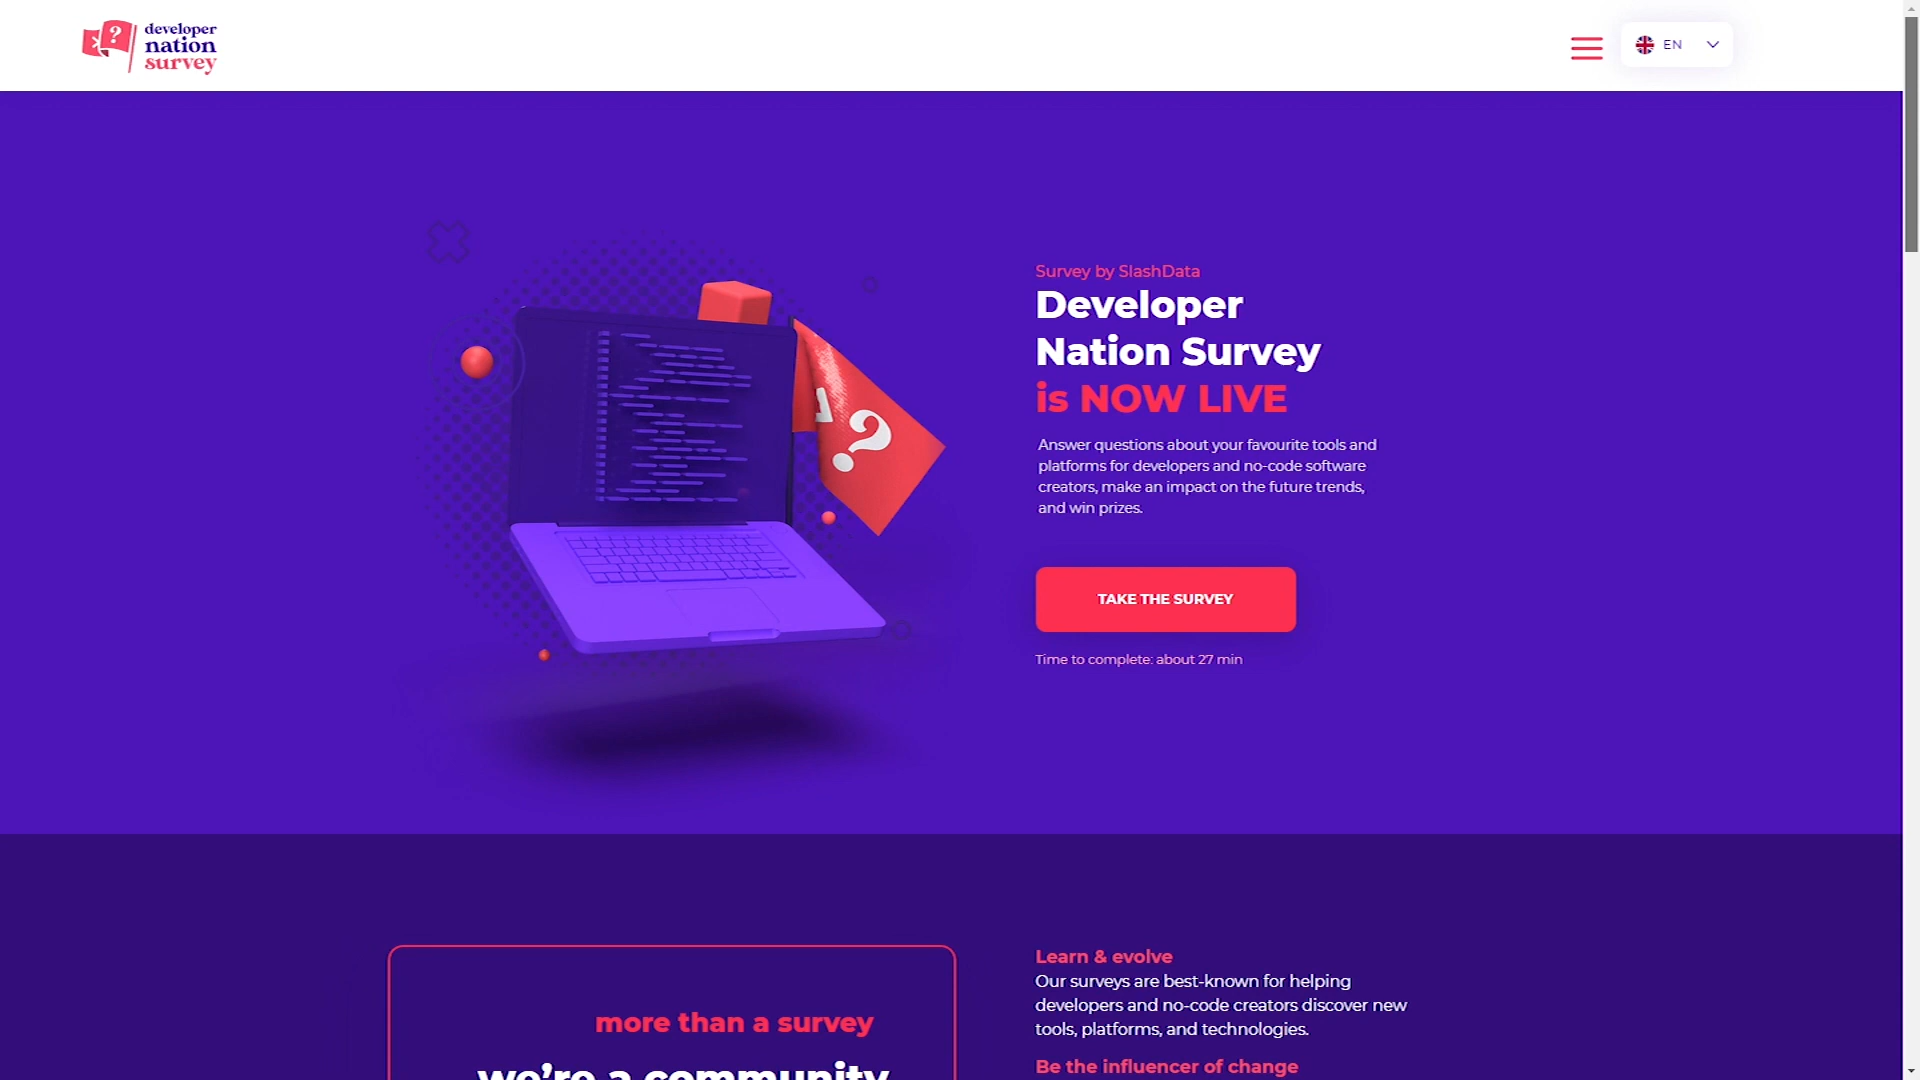 developer
nation
survey
EN
Survey by SlashData
Developer
Nation Survey
is NOW LIVE
Answer questions about your favourite tools and
platforms for developers and no-code software
creators, make an impact on the future trends,
and win prizes.
TAKE THE SURVEY
Time to complete: about 27 min
more than a survey
we're a community
Learn & evolve
Our surveys are best-known for helping
developers and no-code creators discover new
tools, platforms, and technologies.
Be the influencer of change